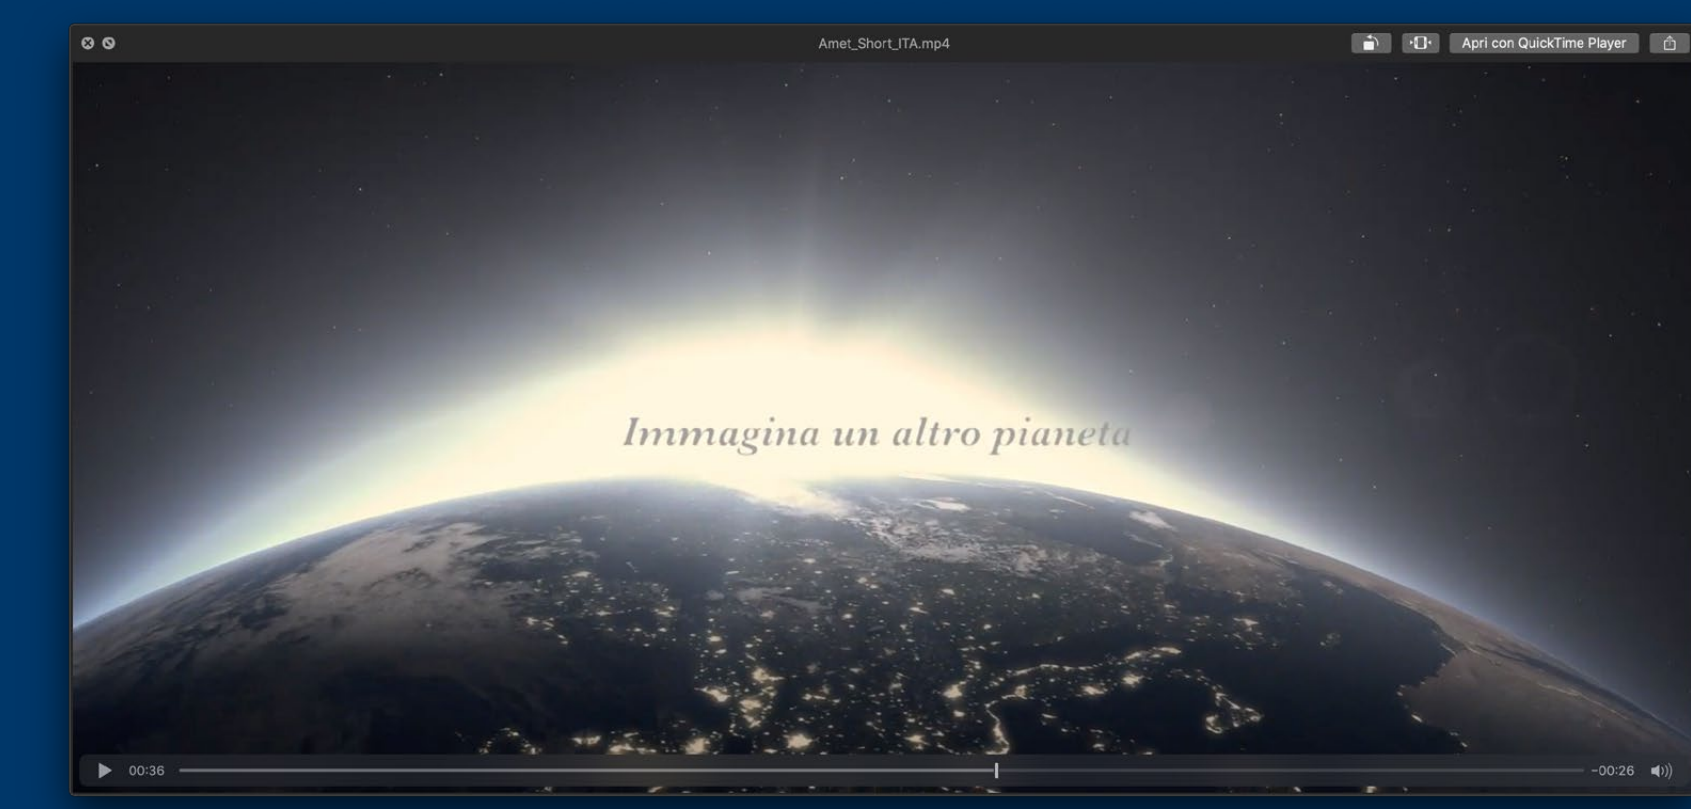 Amet_Short_ITA.mp4
Apri con QuickTime Player
Immagina un altro pianeta
00:36
-00:26